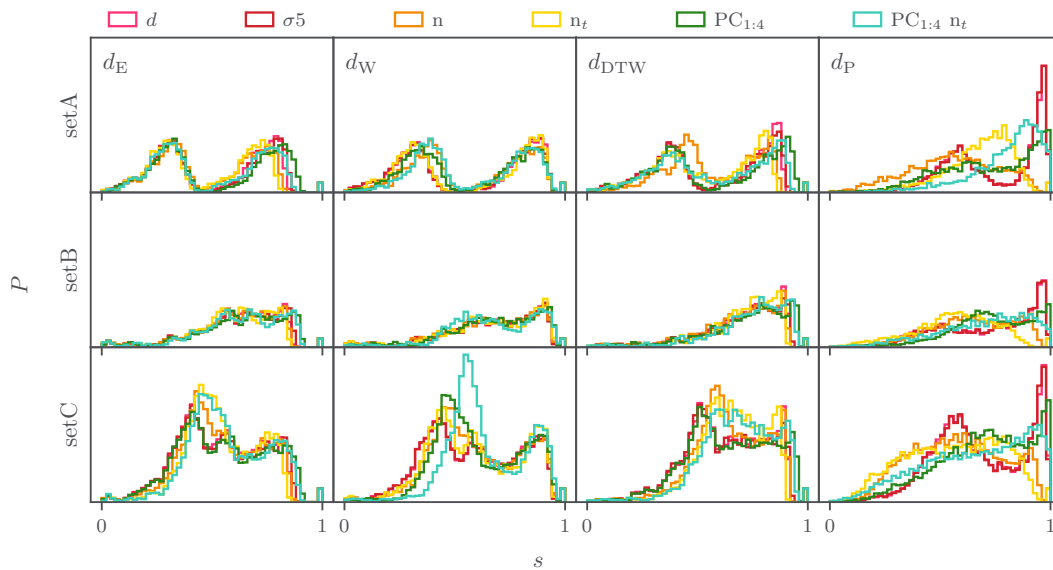 d σ5 n n_t PC_{1:4} PC_{1:4} n_t
d_E d_W d_DTW d_P
setA
setB
setC
P
0 1 0 1 0 1 0 1
s